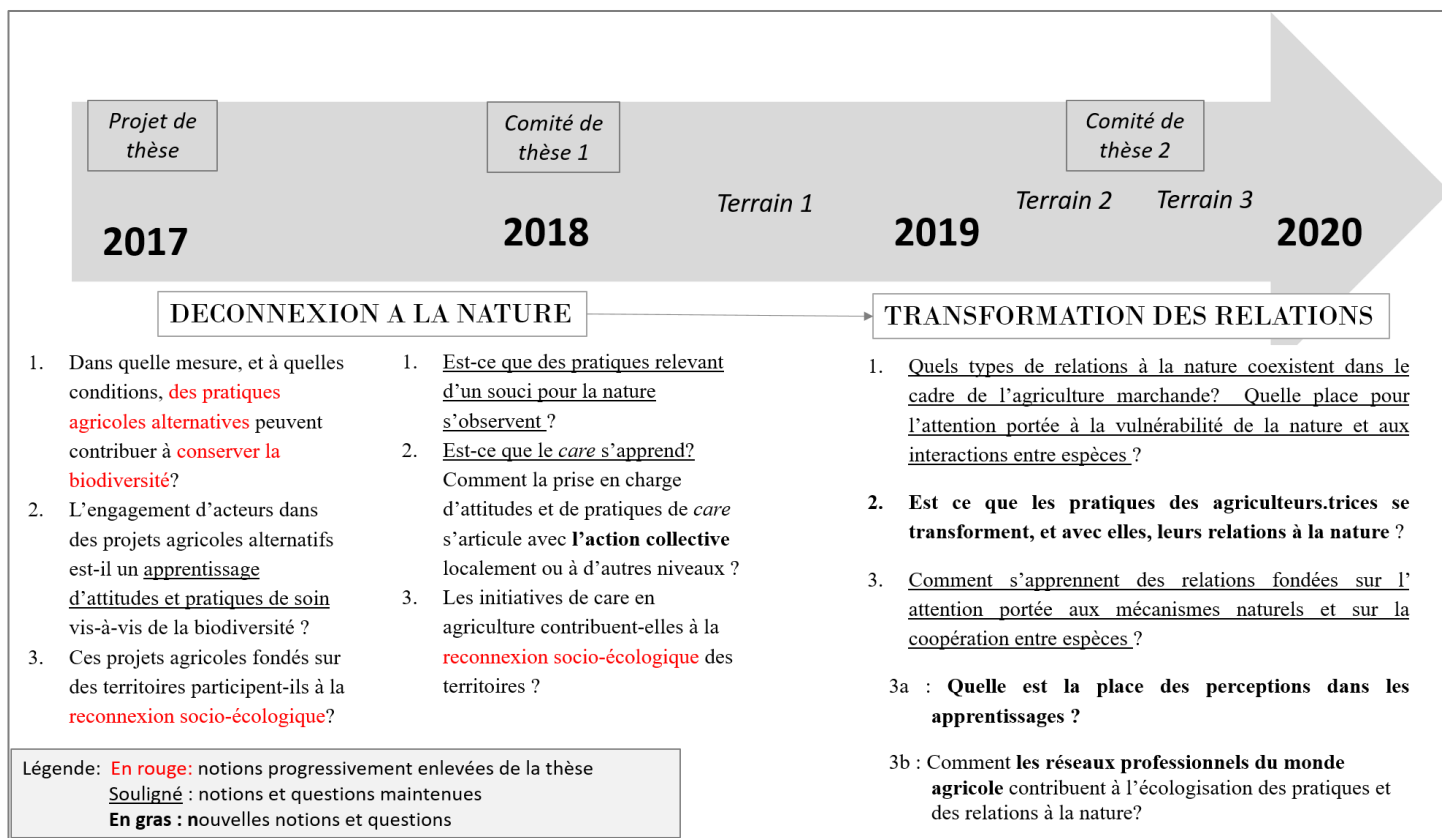 Projet de
thèse
Comité de
thèse 1
Comité de
thèse 2
Terrain 1
Terrain 2
Terrain 3
2017
2018
2019
2020
DECONNEXION A LA NATURE
TRANSFORMATION DES RELATIONS
1. Dans quelle mesure, et à quelles
conditions, des pratiques
agricoles alternatives peuvent
contribuer à conserver la
biodiversité?
2. L’engagement d’acteurs dans
des projets agricoles alternatifs
est-il un apprentissage
d’attitudes et pratiques de soin
vis-à-vis de la biodiversité ?
3. Ces projets agricoles fondés sur
des territoires participent-ils à la
reconnexion socio-écologique?
1. Est-ce que des pratiques relevant
d’un souci pour la nature
s’observent ?
2. Est-ce que le care s’apprend?
Comment la prise en charge
d’attitudes et de pratiques de care
s’articule avec l’action collective
localement ou à d’autres niveaux ?
3. Les initiatives de care en
agriculture contribuent-elles à la
reconnexion socio-écologique des
territoires ?
1. Quels types de relations à la nature coexistent dans le
cadre de l’agriculture marchande? Quelle place pour
l’attention portée à la vulnérabilité de la nature et aux
interactions entre espèces ?
2. Est ce que les pratiques des agriculteurs.trices se
transforment, et avec elles, leurs relations à la nature ?
3. Comment s’apprennent des relations fondées sur l’
attention portée aux mécanismes naturels et sur la
coopération entre espèces ?
3a : Quelle est la place des perceptions dans les
apprentissages ?
3b : Comment les réseaux professionnels du monde
agricole contribuent à l’écologisation des pratiques et
des relations à la nature?
Légende: En rouge: notions progressivement enlevées de la thèse
Souligné : notions et questions maintenues
En gras : nouvelles notions et questions